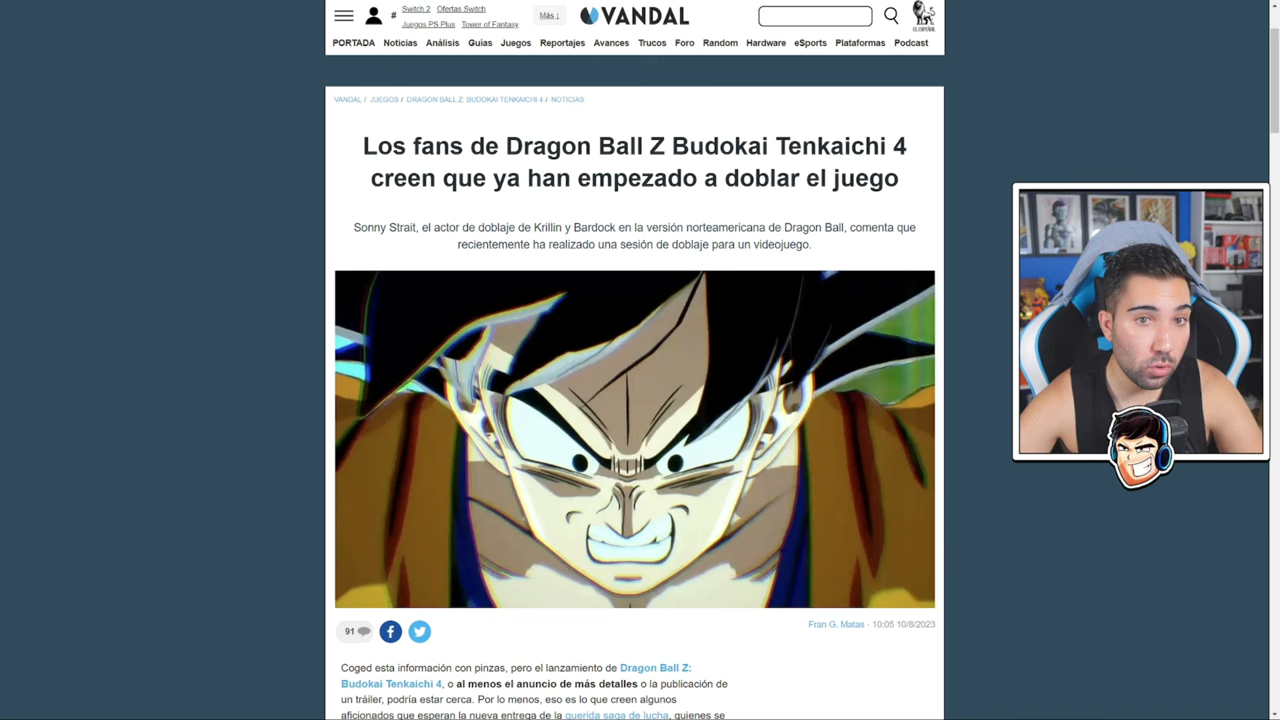 # Switch 2 Ofertas Switch
Juegos PS Plus Tower of Fantasy
Más ↓
VANDAL
EL ESPAÑOL
PORTADA Noticias Análisis Guías Juegos Reportajes Avances Trucos Foro Random Hardware eSports Plataformas Podcast
VANDAL / JUEGOS / DRAGON BALL Z: BUDOKAI TENKAICHI 4 / NOTICIAS
Los fans de Dragon Ball Z Budokai Tenkaichi 4
creen que ya han empezado a doblar el juego
Sonny Strait, el actor de doblaje de Krillin y Bardock en la versión norteamericana de Dragon Ball, comenta que
recientemente ha realizado una sesión de doblaje para un videojuego.
91
Fran G. Matas · 10:05 10/8/2023
Coged esta información con pinzas, pero el lanzamiento de Dragon Ball Z:
Budokai Tenkaichi 4, o al menos el anuncio de más detalles o la publicación de
un tráiler, podría estar cerca. Por lo menos, eso es lo que creen algunos
aficionados que esperan la nueva entrega de la querida saga de lucha, quienes se